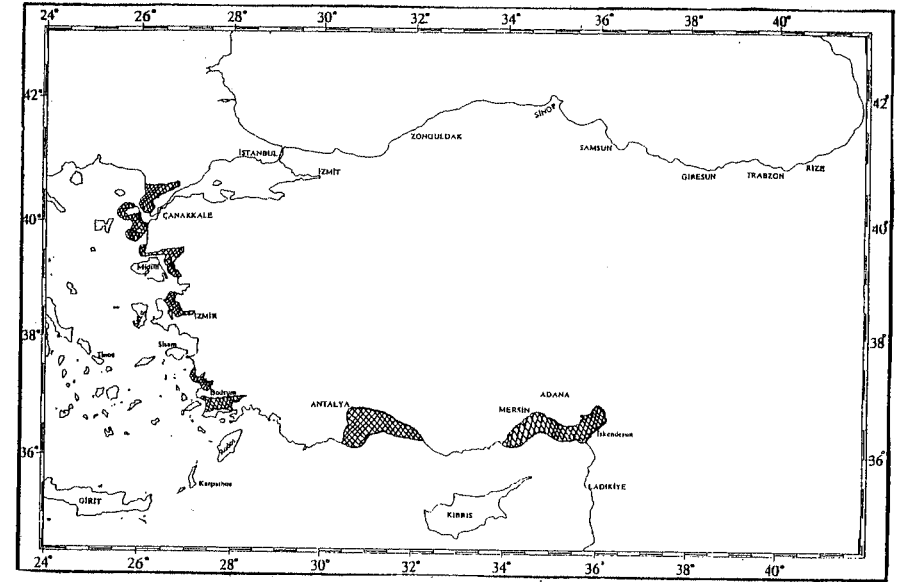 24° 26° 28° 30° 32° 34° 36° 38° 40°
42° 42°
SİNOP
ZONGULDAK
İSTANBUL
SAMSUN
İZMİT
GİRESUN TRABZON RİZE
ÇANAKKALE
40° 40°
Midilli
İZMİR
38° 38°
Sisam
Tinos
Bodrum
ANTALYA
ADANA
MERSİN
İskenderun
36° 36°
Rodos
Karpathos
LADIKİYE
GİRİT
KIBRIS
24° 26° 28° 30° 32° 34° 36° 38° 40°